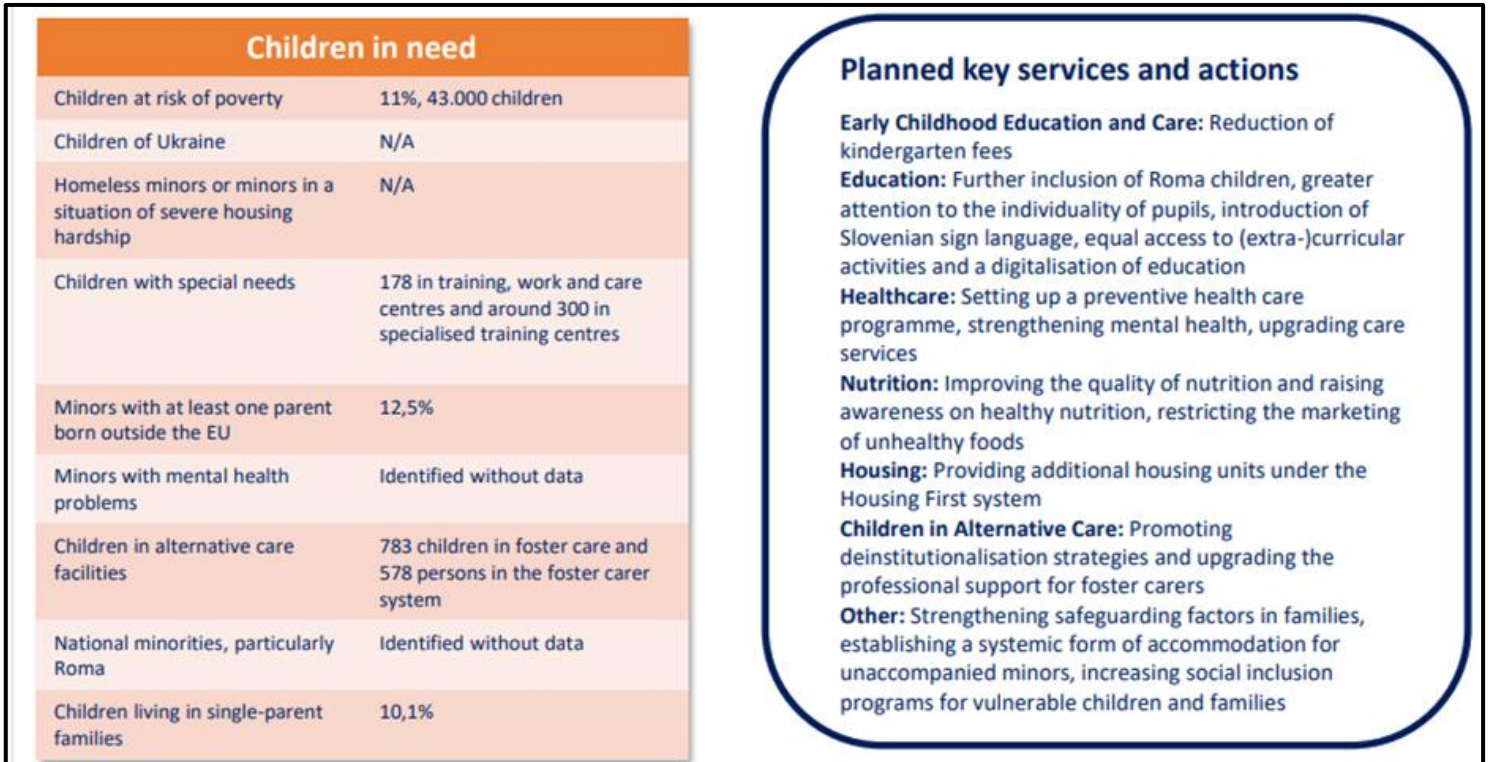 Children in need
Children at risk of poverty 11%, 43.000 children
Children of Ukraine N/A
Homeless minors or minors in a N/A
situation of severe housing
hardship
Children with special needs 178 in training, work and care
centres and around 300 in
specialised training centres
Minors with at least one parent 12,5%
born outside the EU
Minors with mental health Identified without data
problems
Children in alternative care 783 children in foster care and
facilities 578 persons in the foster carer
system
National minorities, particularly Identified without data
Roma
Children living in single-parent 10,1%
families
Planned key services and actions
Early Childhood Education and Care: Reduction of
kindergarten fees
Education: Further inclusion of Roma children, greater
attention to the individuality of pupils, introduction of
Slovenian sign language, equal access to (extra-)curricular
activities and a digitalisation of education
Healthcare: Setting up a preventive health care
programme, strengthening mental health, upgrading care
services
Nutrition: Improving the quality of nutrition and raising
awareness on healthy nutrition, restricting the marketing
of unhealthy foods
Housing: Providing additional housing units under the
Housing First system
Children in Alternative Care: Promoting
deinstitutionalisation strategies and upgrading the
professional support for foster carers
Other: Strengthening safeguarding factors in families,
establishing a systemic form of accommodation for
unaccompanied minors, increasing social inclusion
programs for vulnerable children and families